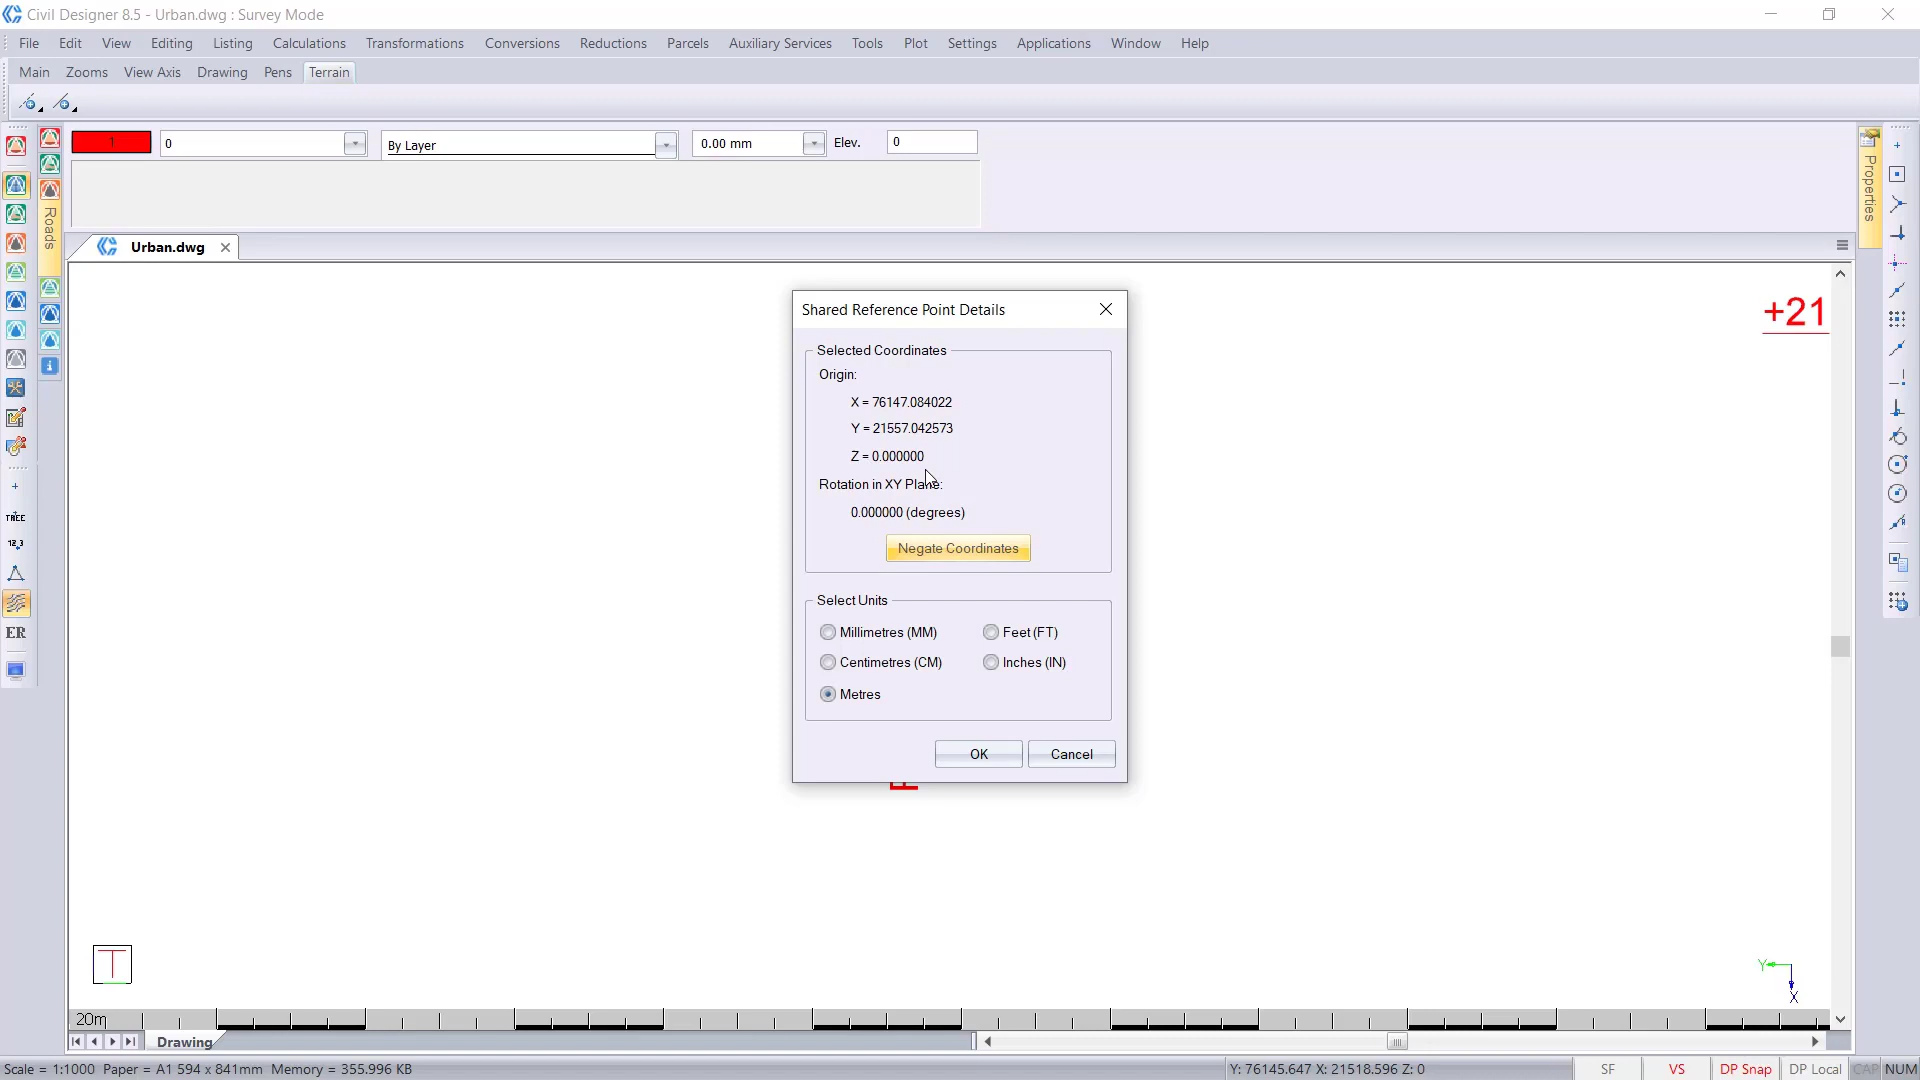 Civil Designer 8.5 - Urban.dwg : Survey Mode
File Edit View Editing Listing Calculations Transformations Conversions Reductions Parcels Auxiliary Services Tools Plot Settings Applications Window Help
Main Zooms View Axis Drawing Pens Terrain
1 0 By Layer 0.00 mm Elev. 0
Roads
Properties
Urban.dwg
+21
Shared Reference Point Details
Selected Coordinates
Origin:
X = 76147.084022
Y = 21557.042573
Z = 0.000000
Rotation in XY Plane:
0.000000 (degrees)
Negate Coordinates
Select Units
Millimetres (MM) Feet (FT)
Centimetres (CM) Inches (IN)
Metres
OK Cancel
TREE
12.3
ER
T
Y
X
20m
Drawing
Scale = 1:1000 Paper = A1 594 x 841mm Memory = 355.996 KB Y: 76145.647 X: 21518.596 Z: 0 SF VS DP Snap DP Local CAP NUM